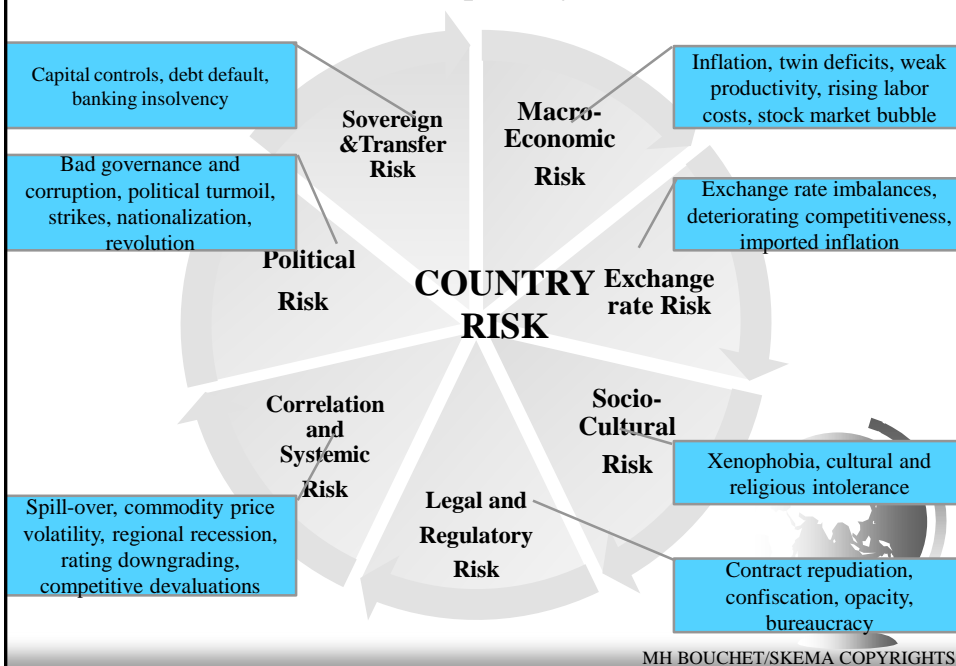 Capital controls, debt default,
banking insolvency
Sovereign
&Transfer
Risk
Macro-
Economic
Risk
Inflation, twin deficits, weak
productivity, rising labor
costs, stock market bubble
Bad governance and
corruption, political turmoil,
strikes, nationalization,
revolution
Political
Risk
COUNTRY
RISK
Exchange
rate Risk
Exchange rate imbalances,
deteriorating competitiveness,
imported inflation
Correlation
and
Systemic
Risk
Socio-
Cultural
Risk
Xenophobia, cultural and
religious intolerance
Spill-over, commodity price
volatility, regional recession,
rating downgrading,
competitive devaluations
Legal and
Regulatory
Risk
Contract repudiation,
confiscation, opacity,
bureaucracy
MH BOUCHET/SKEMA COPYRIGHTS